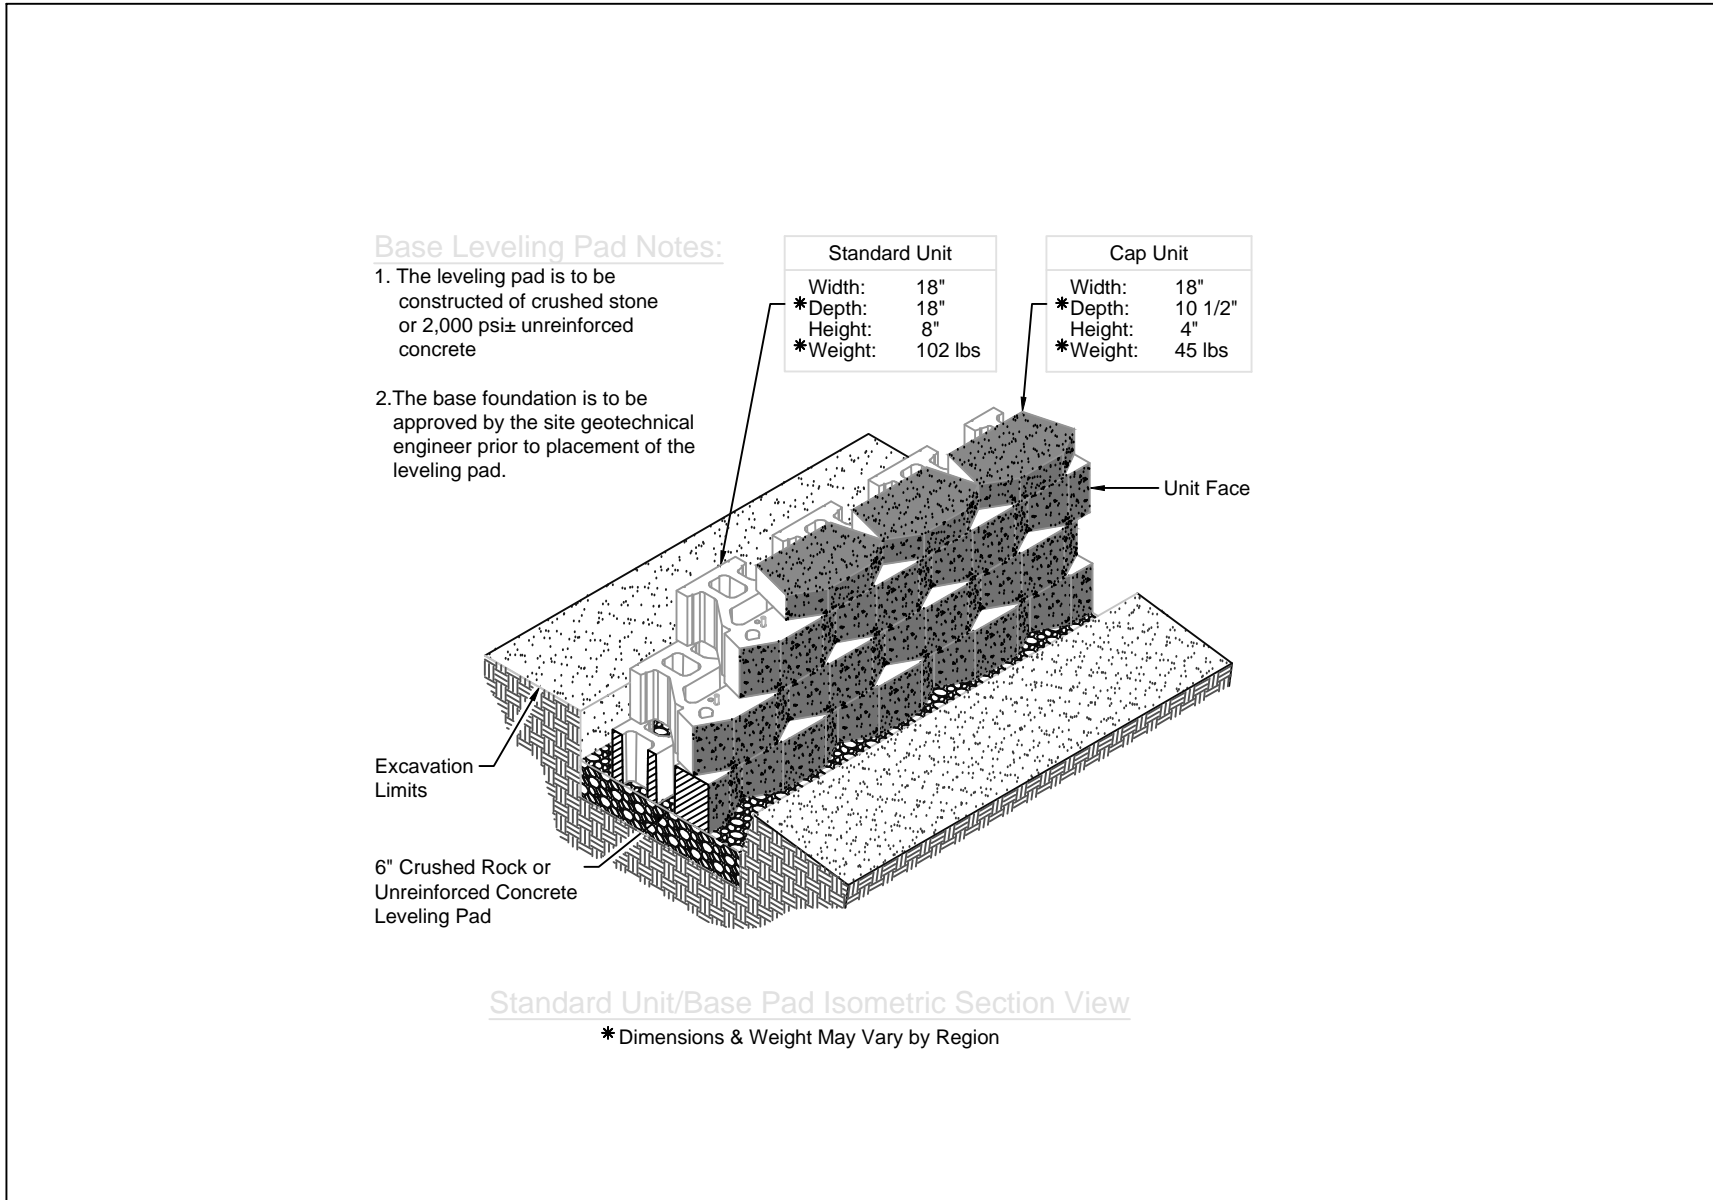 Base Leveling Pad Notes:
1. The leveling pad is to be
constructed of crushed stone
or 2,000 psi± unreinforced
concrete
2.The base foundation is to be
approved by the site geotechnical
engineer prior to placement of the
leveling pad.
Standard Unit
Width: 18"
*Depth: 18"
Height: 8"
*Weight: 102 lbs
Cap Unit
Width: 18"
*Depth: 10 1/2"
Height: 4"
*Weight: 45 lbs
Unit Face
Excavation
Limits
6" Crushed Rock or
Unreinforced Concrete
Leveling Pad
Standard Unit/Base Pad Isometric Section View
* Dimensions & Weight May Vary by Region